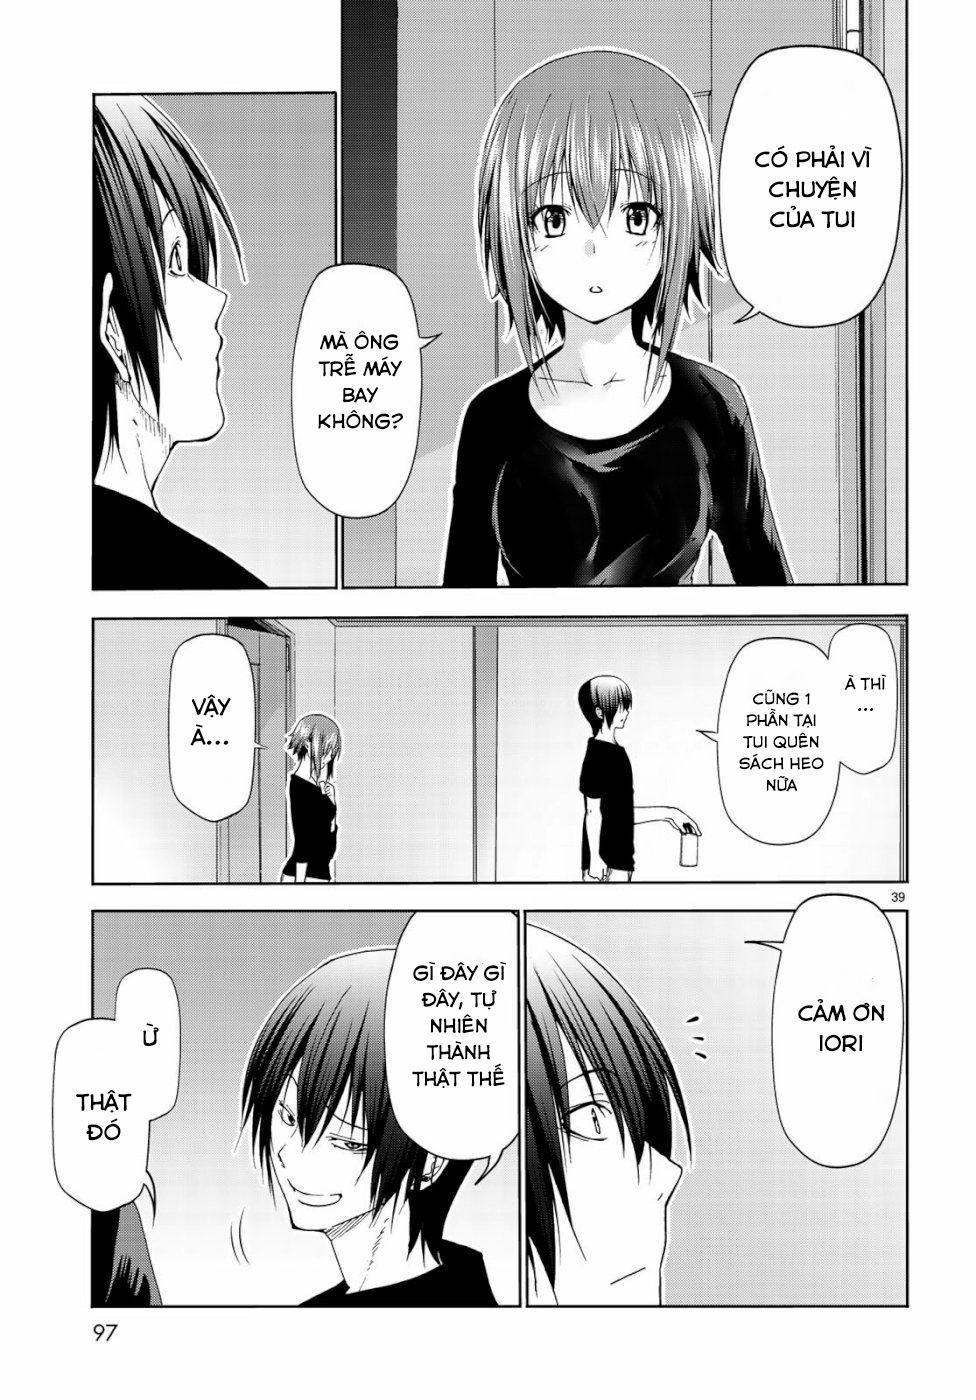 CÓ PHẢI VÌ
CHUYỆN
CỦA TUI
MÀ ÔNG
TRỄ MÁY
BAY
KHÔNG?
À THÌ
...
CŨNG 1
PHẦN TẠI
TUI QUÊN
SÁCH HEO
NỮA
VẬY
À...
39
CẢM ƠN
IORI
GÌ ĐÂY GÌ
ĐÂY, TỰ
NHIÊN
THÀNH
THẬT THẾ
Ừ
THẬT
ĐÓ
97